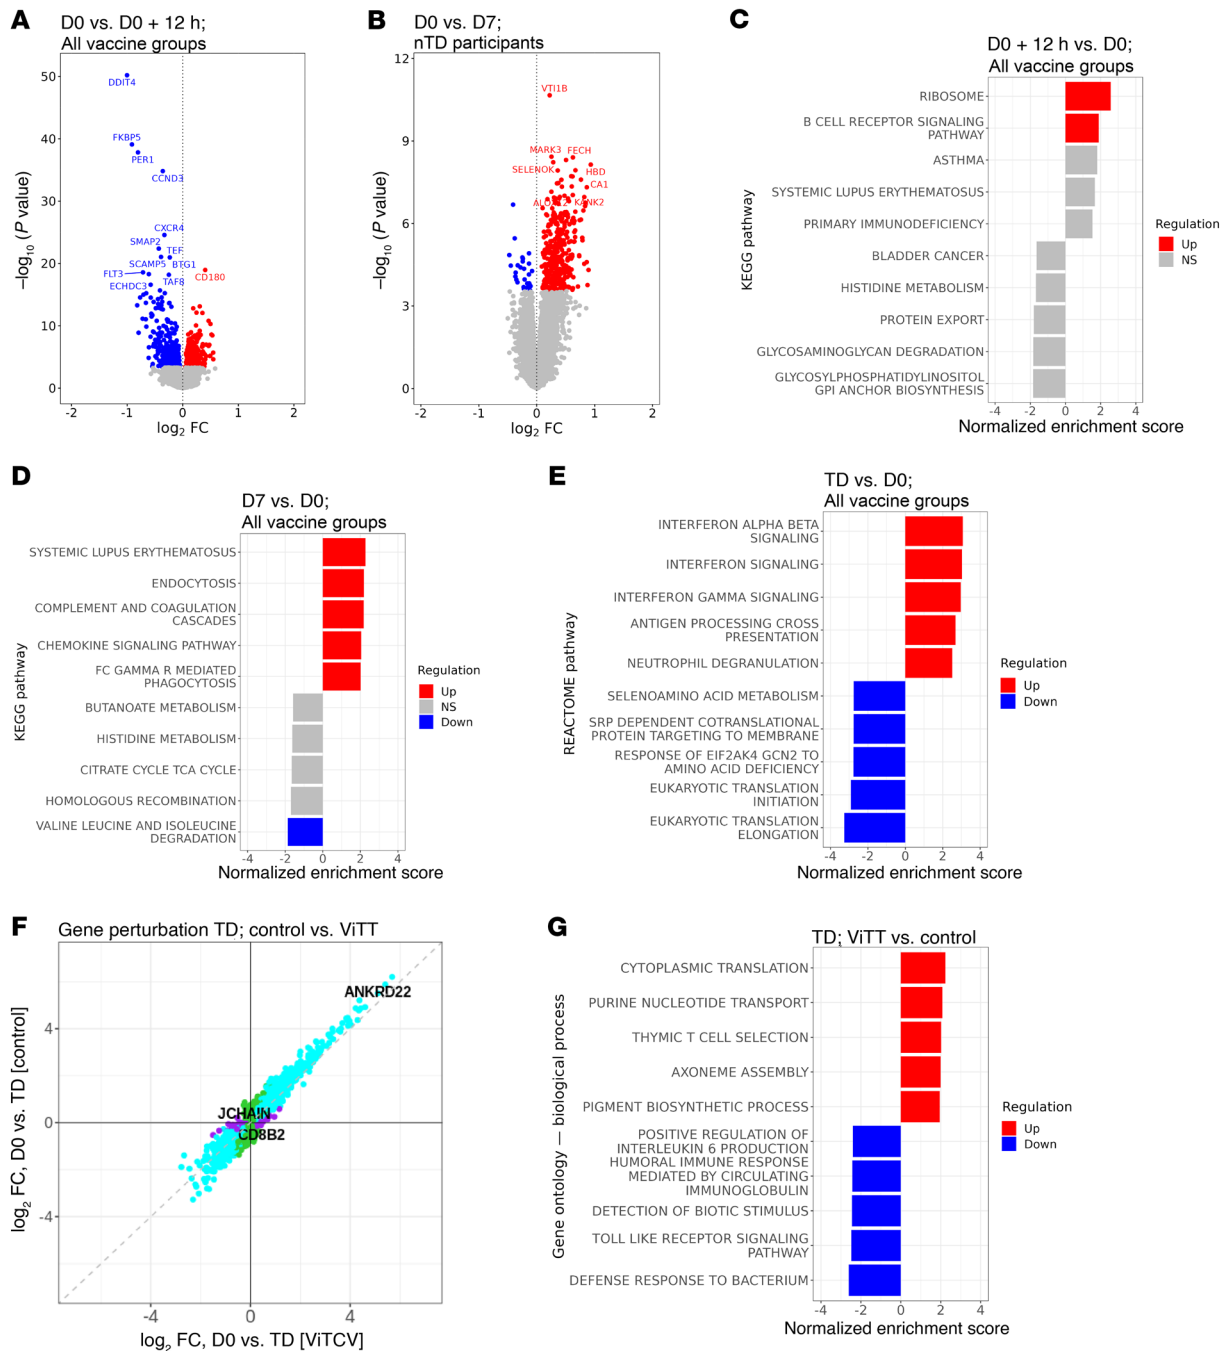 A
D0 vs. D0 + 12 h;
All vaccine groups
50
40
30
20
10
0
-2
-1
0
1
2
−log10 (P value)
log2 FC
DDIT4
FKBP5
PER1
CCND3
CXCR4
SMAP2
TEF
SCAMP5
BTG1
FLT3
TAF8
ECHDC3
CD180
B
D0 vs. D7;
nTD participants
12
9
6
3
0
-2
-1
0
1
2
−log10 (P value)
log2 FC
VTI1B
MARK3
FECH
SELENOK
HBD
CA1
KANK2
C
D0 + 12 h vs. D0;
All vaccine groups
KEGG pathway
RIBOSOME
B CELL RECEPTOR SIGNALING
PATHWAY
ASTHMA
SYSTEMIC LUPUS ERYTHEMATOSUS
PRIMARY IMMUNODEFICIENCY
BLADDER CANCER
HISTIDINE METABOLISM
PROTEIN EXPORT
GLYCOSAMINOGLYCAN DEGRADATION
GLYCOSYLPHOSPHATIDYLINOSITOL
GPI ANCHOR BIOSYNTHESIS
-4
-2
0
2
4
Normalized enrichment score
Regulation
Up
NS
D
D7 vs. D0;
All vaccine groups
KEGG pathway
SYSTEMIC LUPUS ERYTHEMATOSUS
ENDOCYTOSIS
COMPLEMENT AND COAGULATION
CASCADES
CHEMOKINE SIGNALING PATHWAY
FC GAMMA R MEDIATED
PHAGOCYTOSIS
BUTANOATE METABOLISM
HISTIDINE METABOLISM
CITRATE CYCLE TCA CYCLE
HOMOLOGOUS RECOMBINATION
VALINE LEUCINE AND ISOLEUCINE
DEGRADATION
-4
-2
0
2
4
Normalized enrichment score
Regulation
Up
NS
Down
E
TD vs. D0;
All vaccine groups
REACTOME pathway
INTERFERON ALPHA BETA
SIGNALING
INTERFERON SIGNALING
INTERFERON GAMMA SIGNALING
ANTIGEN PROCESSING CROSS
PRESENTATION
NEUTROPHIL DEGRANULATION
SELENOAMINO ACID METABOLISM
SRP DEPENDENT COTRANSLATIONAL
PROTEIN TARGETING TO MEMBRANE
RESPONSE OF EIF2AK4 GCN2 TO
AMINO ACID DEFICIENCY
EUKARYOTIC TRANSLATION
INITIATION
EUKARYOTIC TRANSLATION
ELONGATION
-4
-2
0
2
4
Normalized enrichment score
Regulation
Up
Down
F
Gene perturbation TD; control vs. ViTT
log2 FC, D0 vs. TD [control]
4
0
-4
ANKRD22
JCHAIN
CD8B2
-4
0
4
log2 FC, D0 vs. TD [ViTCV]
G
TD; ViTT vs. control
Gene ontology — biological process
CYTOPLASMIC TRANSLATION
PURINE NUCLEOTIDE TRANSPORT
THYMIC T CELL SELECTION
AXONEME ASSEMBLY
PIGMENT BIOSYNTHETIC PROCESS
POSITIVE REGULATION OF
INTERLEUKIN 6 PRODUCTION
HUMORAL IMMUNE RESPONSE
MEDIATED BY CIRCULATING
IMMUNOGLOBULIN
DETECTION OF BIOTIC STIMULUS
TOLL LIKE RECEPTOR SIGNALING
PATHWAY
DEFENSE RESPONSE TO BACTERIUM
-4
-2
0
2
4
Normalized enrichment score
Regulation
Up
Down